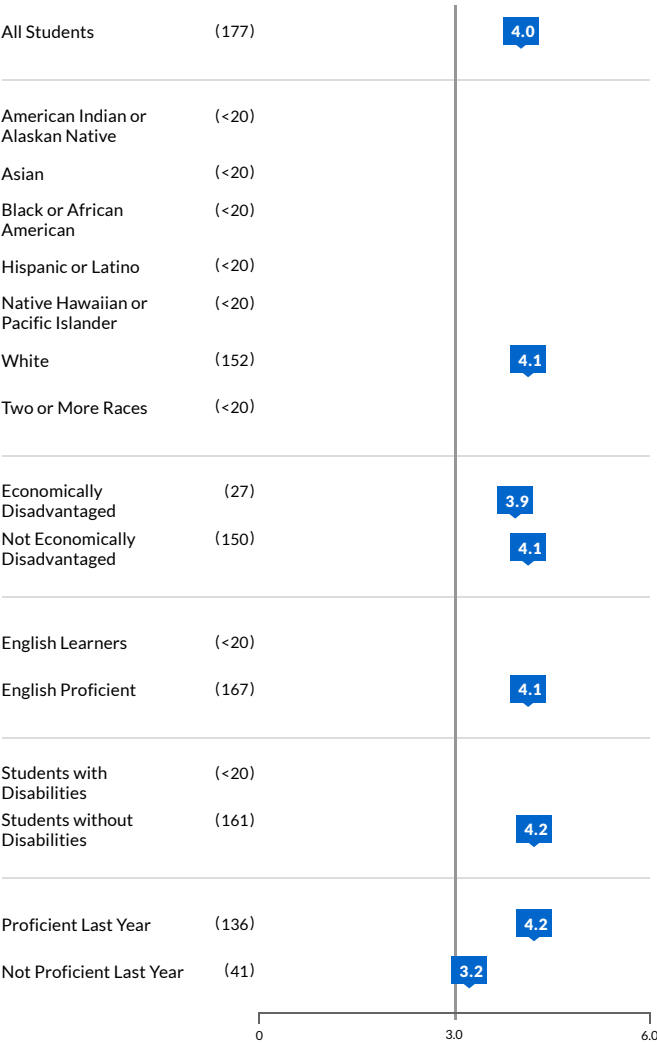 All Students (177) 4.0
American Indian or (<20)
Alaskan Native
Asian (<20)
Black or African (<20)
American
Hispanic or Latino (<20)
Native Hawaiian or (<20)
Pacific Islander
White (152) 4.1
Two or More Races (<20)
Economically (27) 3.9
Disadvantaged
Not Economically (150) 4.1
Disadvantaged
English Learners (<20)
English Proficient (167) 4.1
Students with (<20)
Disabilities
Students without (161) 4.2
Disabilities
Proficient Last Year (136) 4.2
Not Proficient Last Year (41) 3.2
0 3.0 6.0